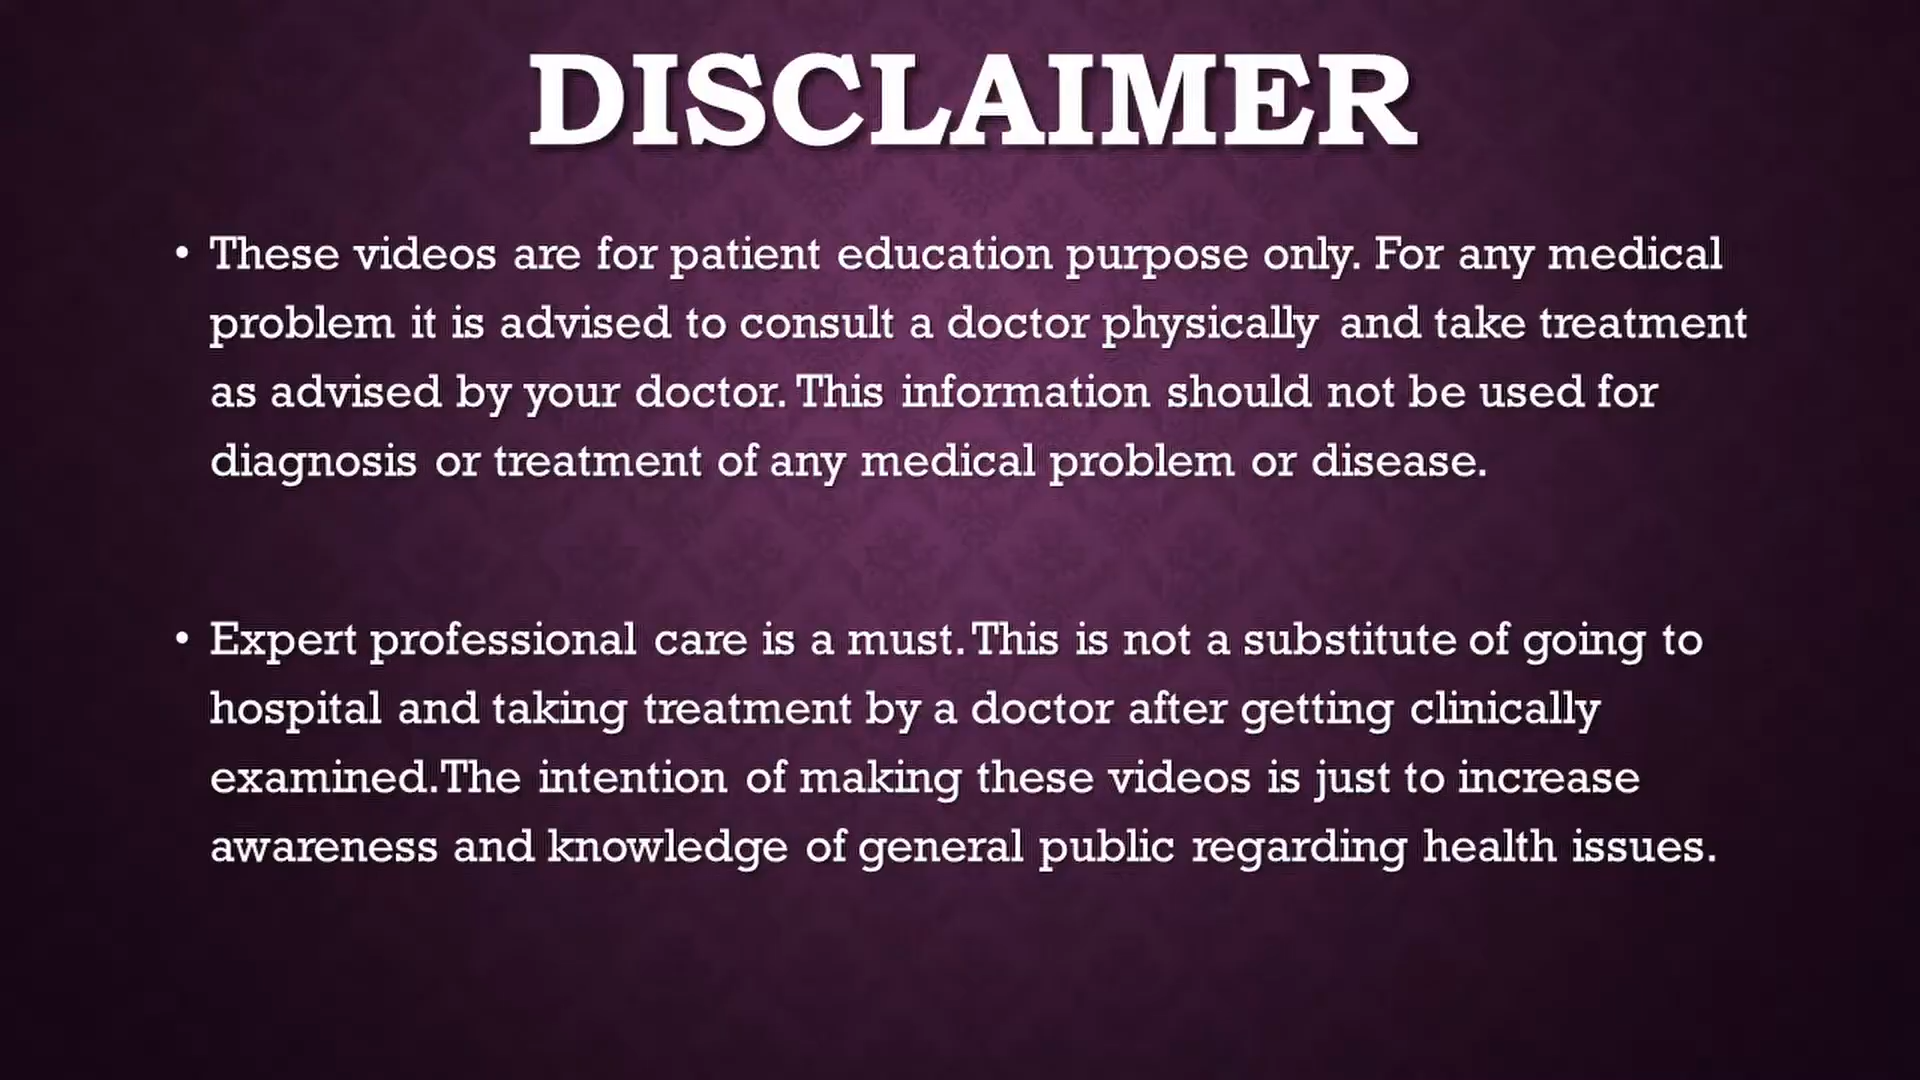 DISCLAIMER
• These videos are for patient education purpose only. For any medical
problem it is advised to consult a doctor physically and take treatment
as advised by your doctor. This information should not be used for
diagnosis or treatment of any medical problem or disease.
• Expert professional care is a must. This is not a substitute of going to
hospital and taking treatment by a doctor after getting clinically
examined.The intention of making these videos is just to increase
awareness and knowledge of general public regarding health issues.